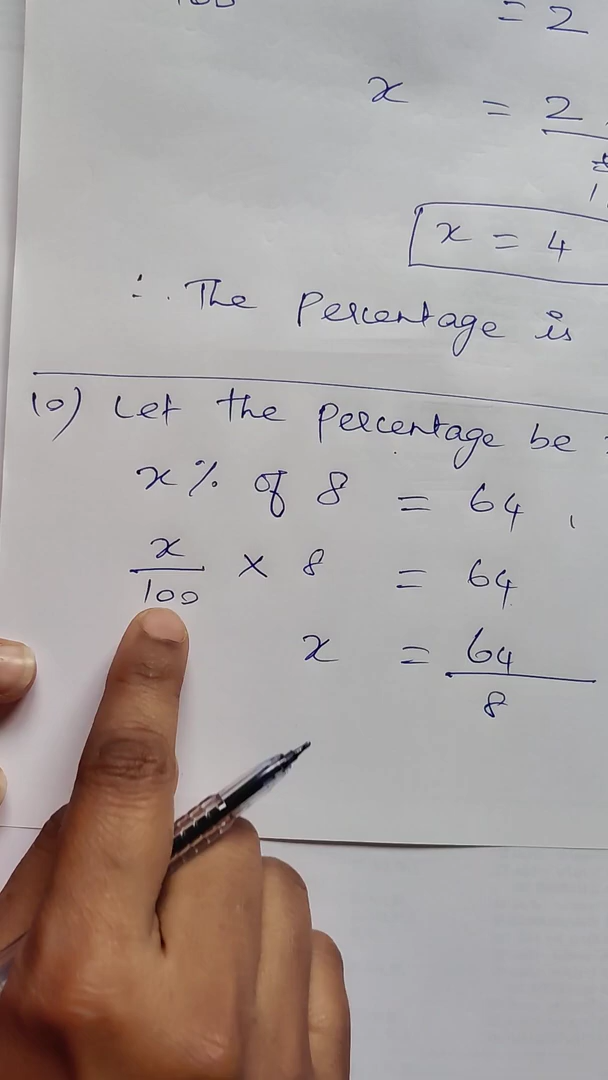 = 2
x = 2
x = 4
∴ The Percentage is
10) Let the Percentage be
x% of 8 = 64
x/100 × 8 = 64
x = 64/8